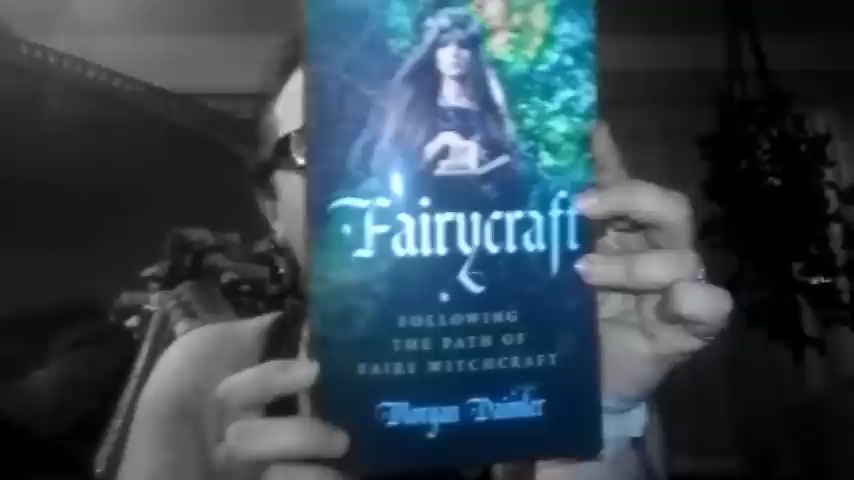 Fairycraft
FOLLOWING
THE PATH OF
FAIRY WITCHCRAFT
Morgan Daimler